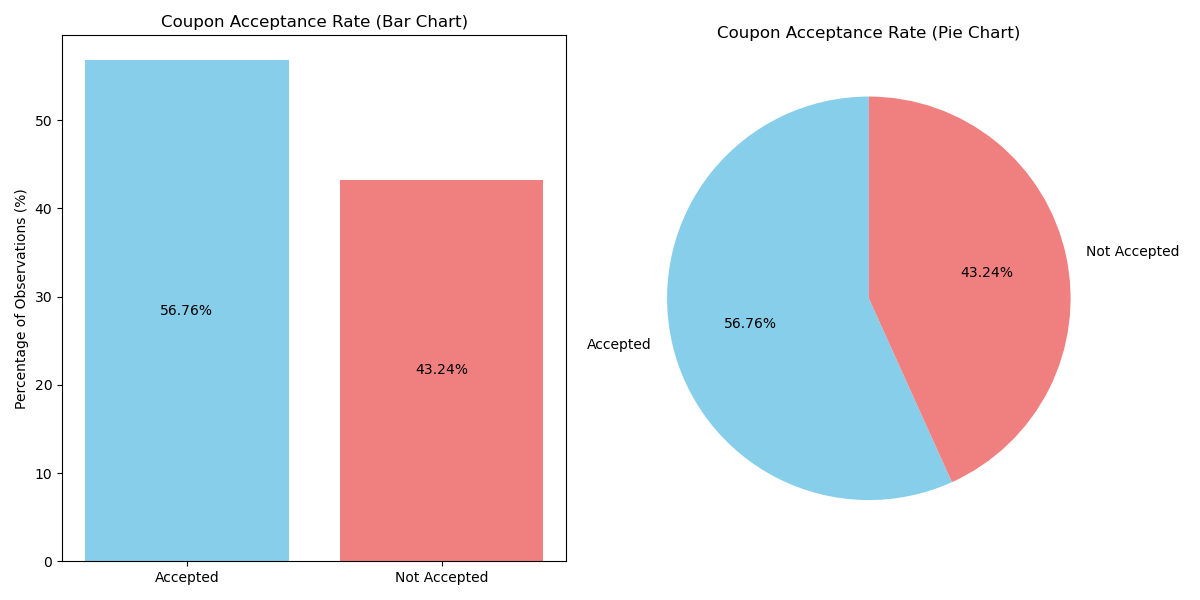 Coupon Acceptance Rate (Bar Chart)
Percentage of Observations (%)
50
40
30
20
10
0
56.76%
43.24%
Accepted
Not Accepted
Coupon Acceptance Rate (Pie Chart)
Not Accepted
43.24%
56.76%
Accepted